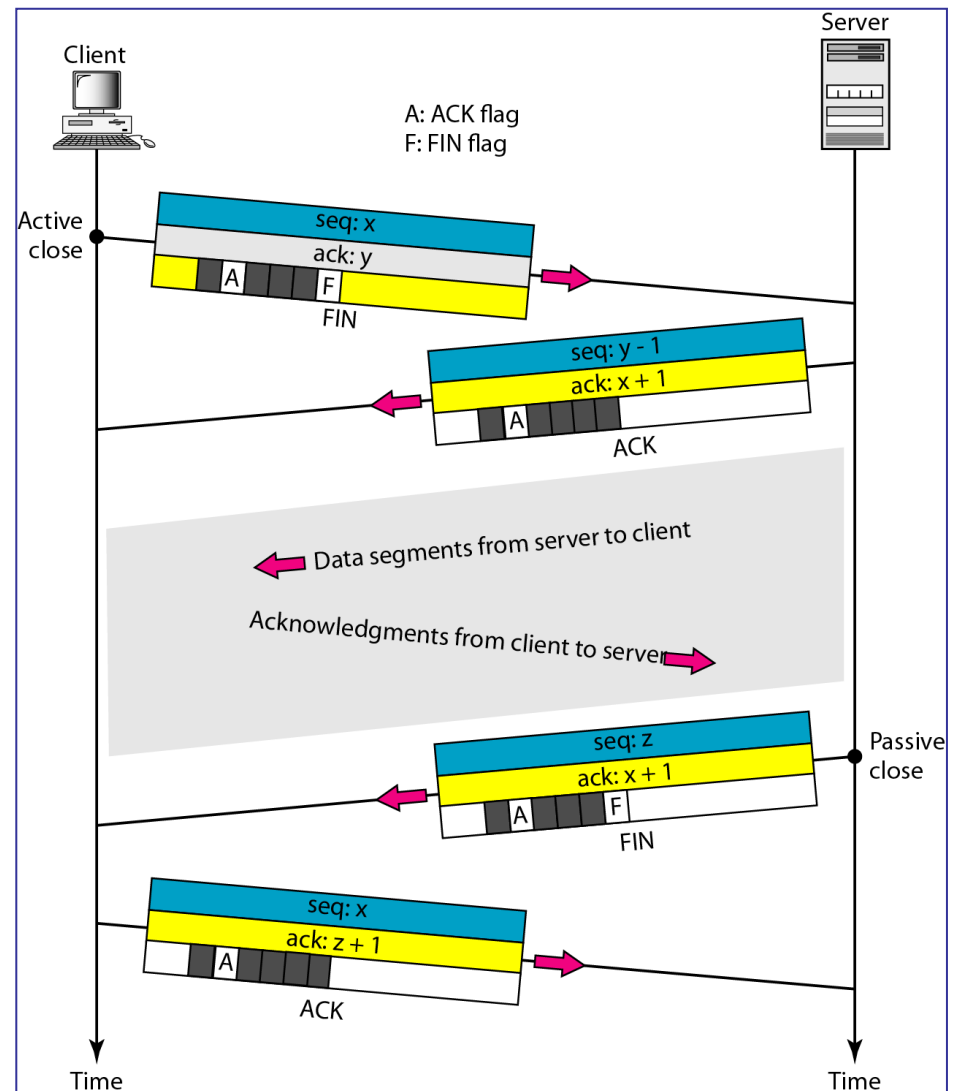 Server
Client
A: ACK flag
F: FIN flag
Active
close
seq: x
ack: y
A F
FIN
seq: y - 1
ack: x + 1
A
ACK
Data segments from server to client
Acknowledgments from client to server
Passive
close
seq: z
ack: x + 1
A F
FIN
seq: x
ack: z + 1
A
ACK
Time
Time